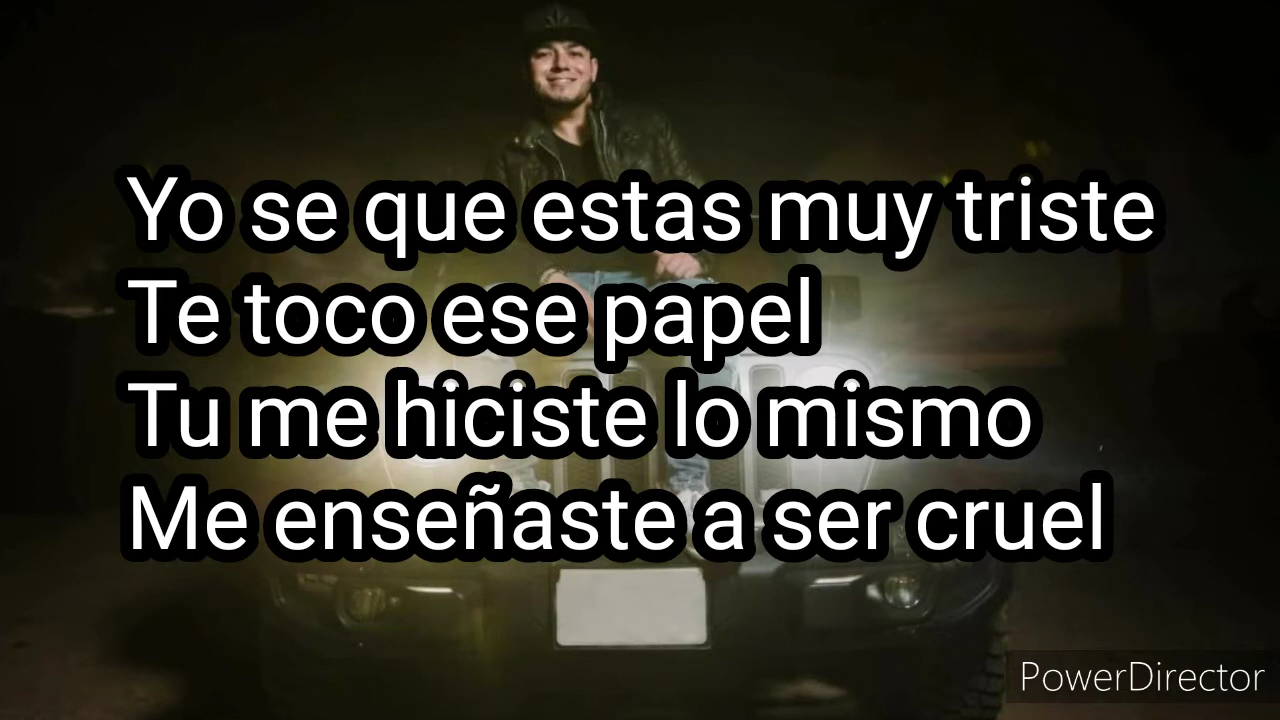 Yo se que estas muy triste
Te toco ese papel
Tu me hiciste lo mismo
Me enseñaste a ser cruel
PowerDirector